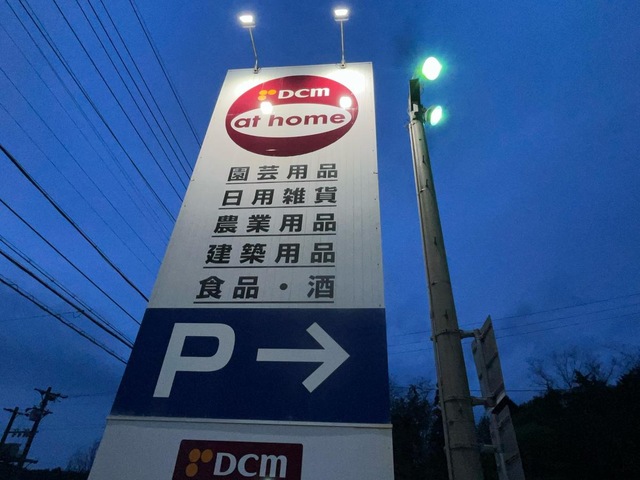 DCM
at home
園芸用品
日用雑貨
農業用品
建築用品
食品・酒
P →
DCM